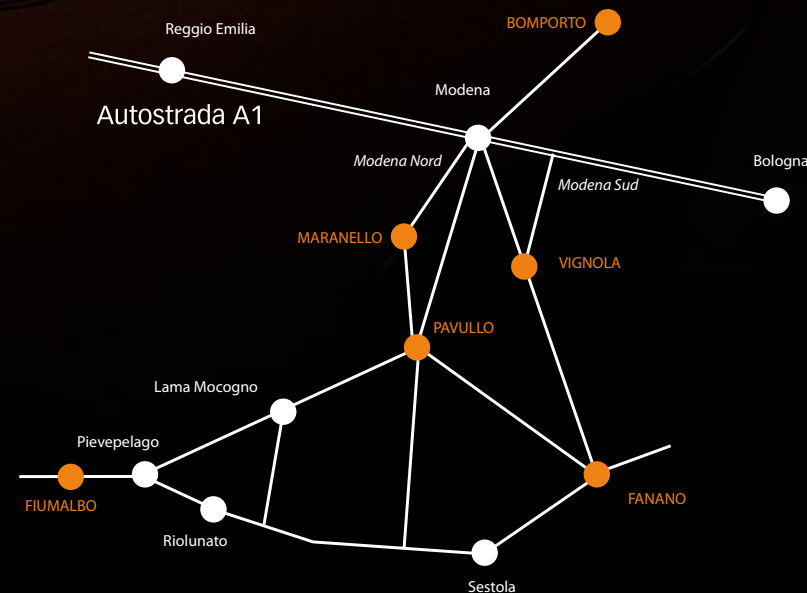 BOMPORTO
Reggio Emilia
Modena
Autostrada A1
Modena Nord
Bologna
Modena Sud
MARANELLO
VIGNOLA
PAVULLO
Lama Mocogno
Pievepelago
FIUMALBO
FANANO
Riolunato
Sestola